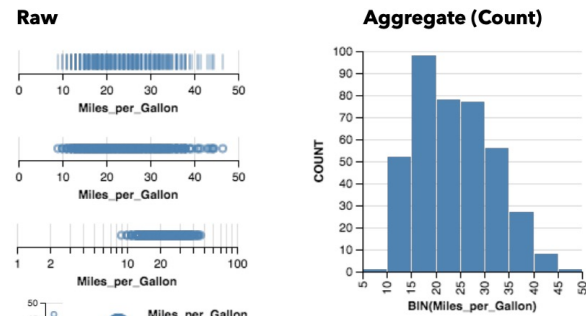 Raw
0 10 20 30 40 50
Miles_per_Gallon
0 10 20 30 40 50
Miles_per_Gallon
1 2 10 20 100
Miles_per_Gallon
50
Miles_per_Gallon
Aggregate (Count)
100
90
80
70
60
50
40
30
20
10
0
COUNT
5 10 15 20 25 30 35 40 45 50
BIN(Miles_per_Gallon)